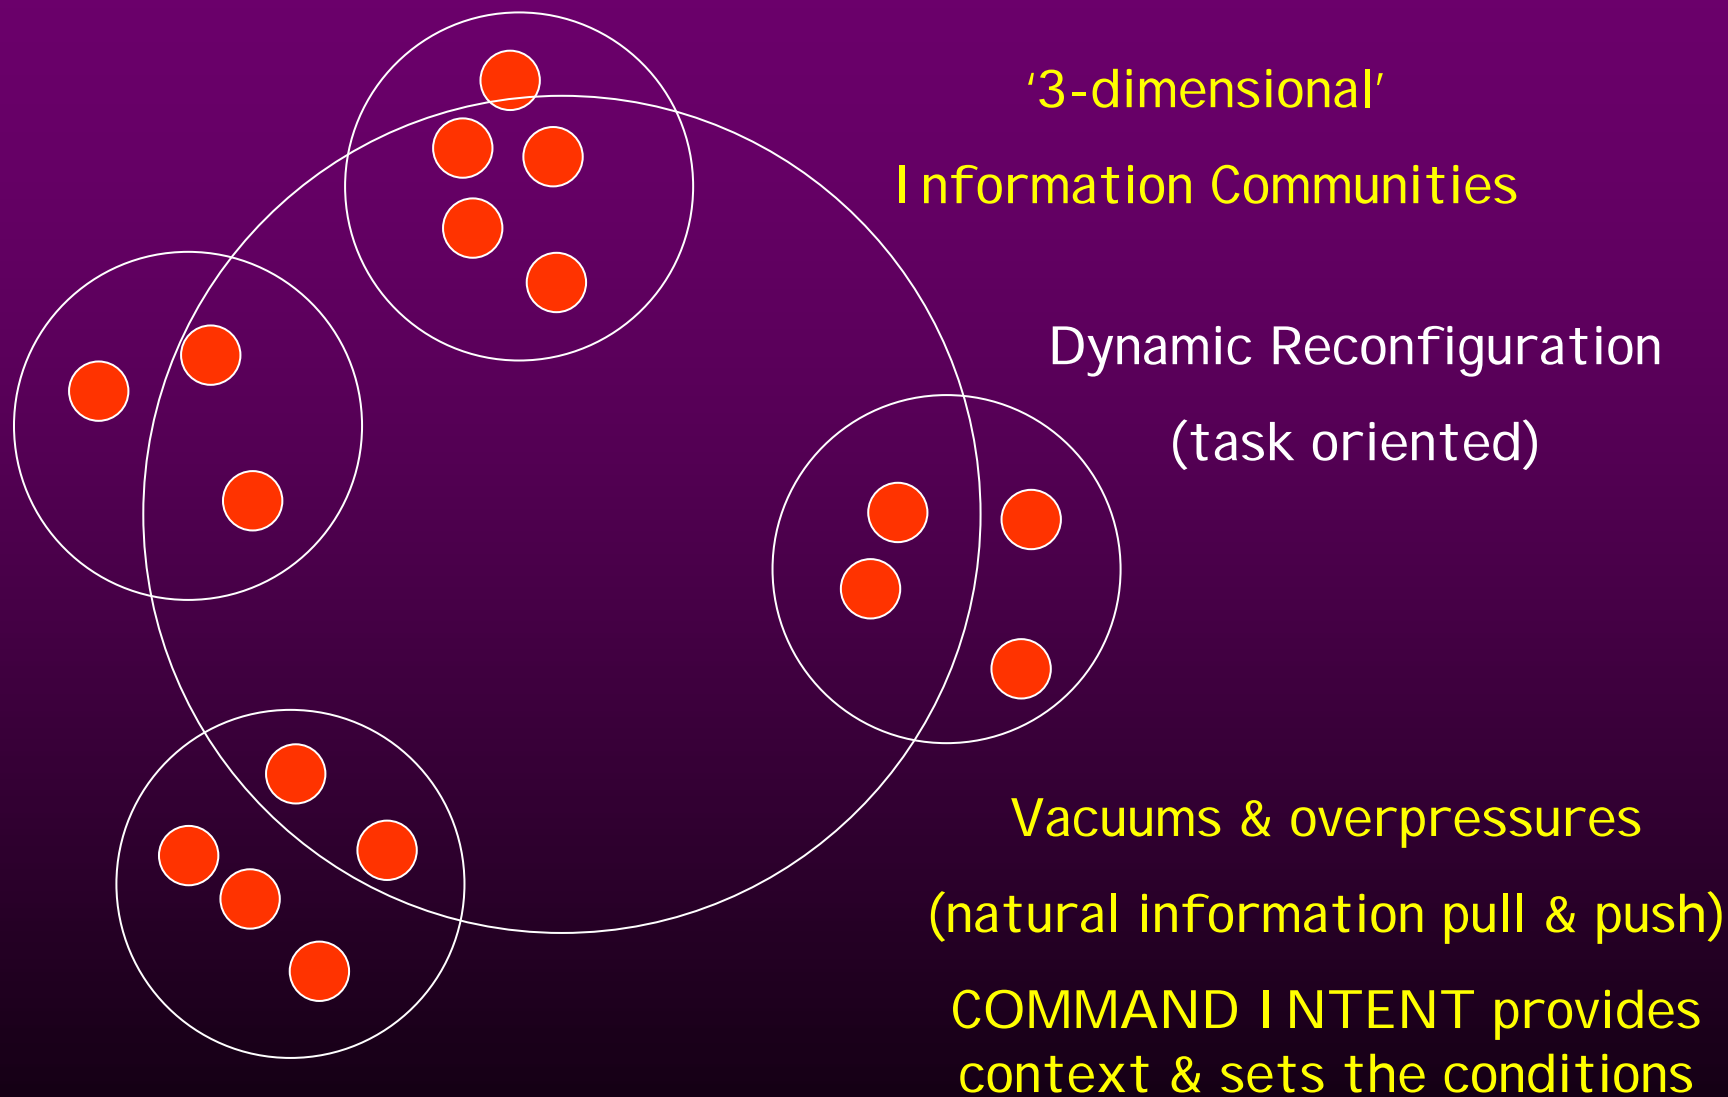 ‘3-dimensional’
Information Communities
Dynamic Reconfiguration
(task oriented)
Vacuums & overpressures
(natural information pull & push)
COMMAND INTENT provides
context & sets the conditions